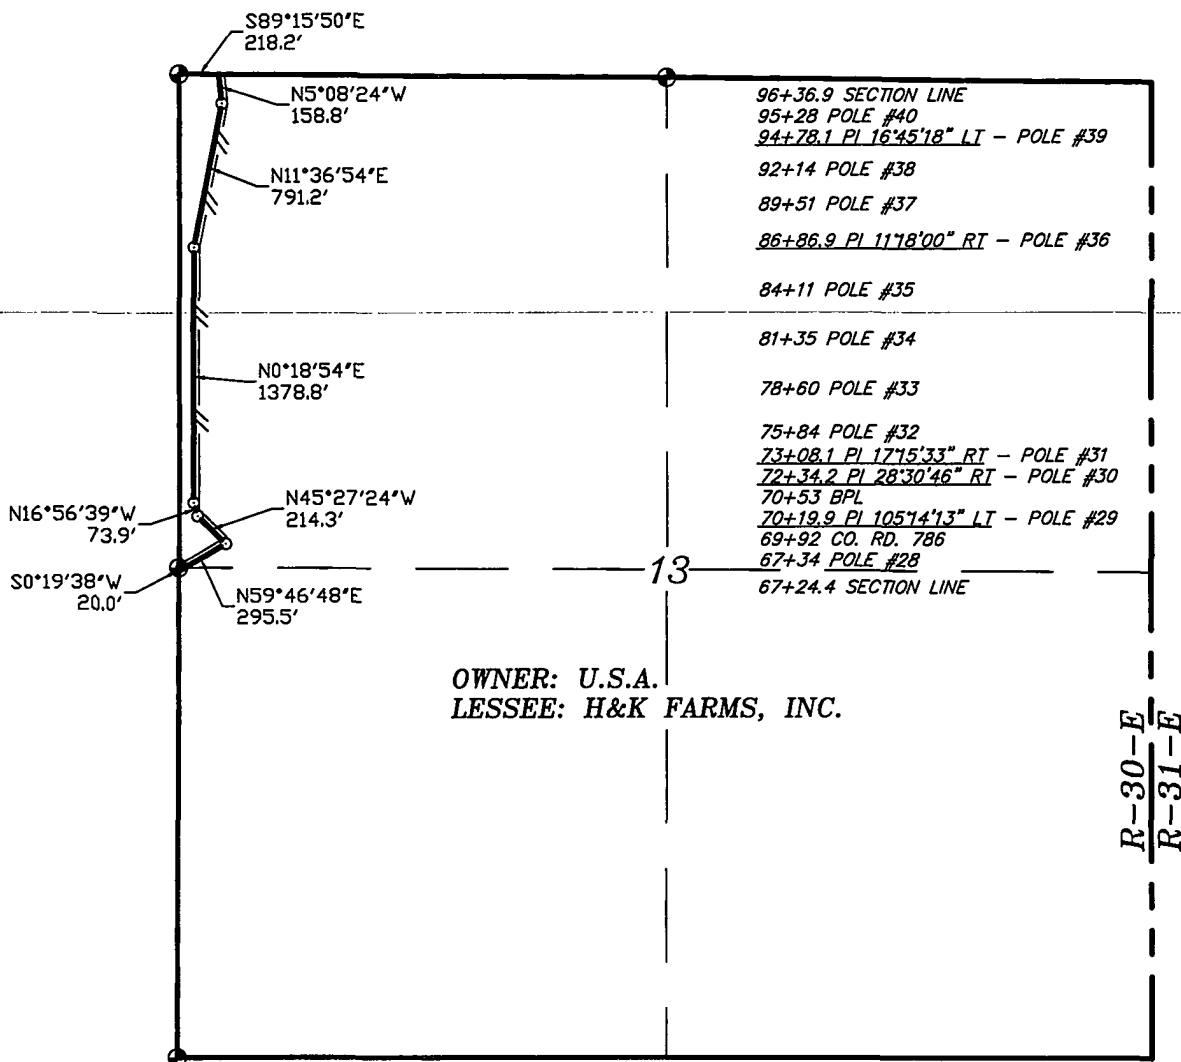 S89°15'50"E
218.2'
N5°08'24"W
158.8'
N11°36'54"E
791.2'
N0°18'54"E
1378.8'
N16°56'39"W
73.9'
N45°27'24"W
214.3'
S0°19'38"W
20.0'
N59°46'48"E
295.5'
96+36.9 SECTION LINE
95+28 POLE #40
94+78.1 PI 16°45'18" LT - POLE #39
92+14 POLE #38
89+51 POLE #37
86+86.9 PI 11°18'00" RT - POLE #36
84+11 POLE #35
81+35 POLE #34
78+60 POLE #33
75+84 POLE #32
73+08.1 PI 17°15'33" RT - POLE #31
72+34.2 PI 28°30'46" RT - POLE #30
70+53 BPL
70+19.9 PI 105°14'13" LT - POLE #29
69+92 CO. RD. 786
67+34 POLE #28
67+24.4 SECTION LINE
13
OWNER: U.S.A.
LESSEE: H&K FARMS, INC.
R-30-E
R-31-E